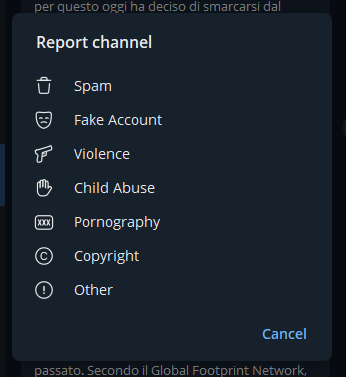 per questo oggi ha deciso di smarcarsi dal
Report channel
Spam
Fake Account
Violence
Child Abuse
XXX Pornography
Copyright
Other
Cancel
passato. Secondo il Global Footprint Network,